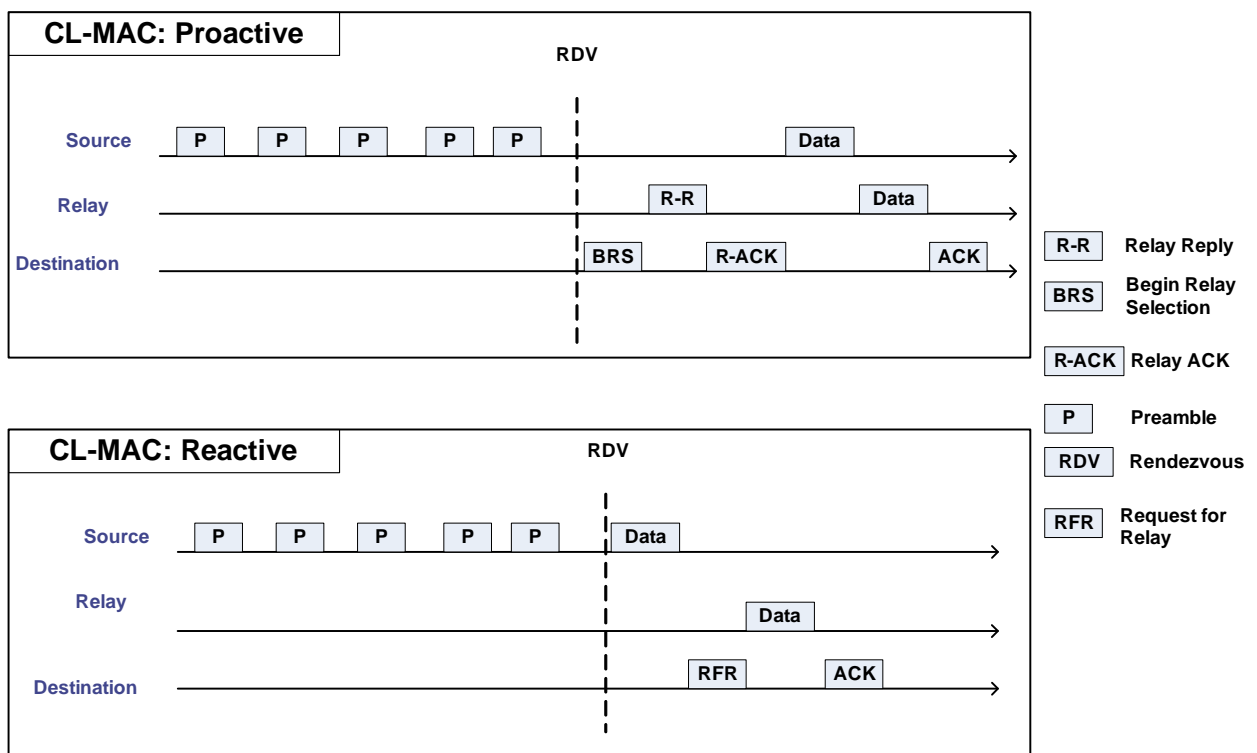 CL-MAC: Proactive
RDV
Source P P P P P Data
Relay R-R Data
Destination BRS R-ACK ACK
R-R Relay Reply
BRS Begin Relay
Selection
R-ACK Relay ACK
P Preamble
RDV Rendezvous
RFR Request for
Relay
CL-MAC: Reactive
RDV
Source P P P P P Data
Relay Data
Destination RFR ACK